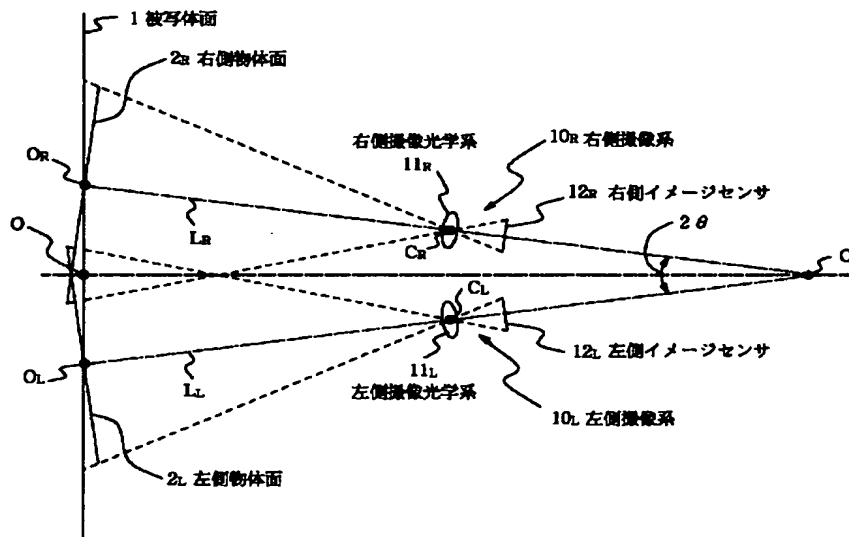 1 被写体面
2R 右側物体面
右側撮像光学系
11R
10R 右側撮像系
12R 右側イメージセンサ
OR
LR
CR
2θ
O
C
CL
12L 左側イメージセンサ
OL
LL
11L
左側撮像光学系
10L 左側撮像系
2L 左側物体面